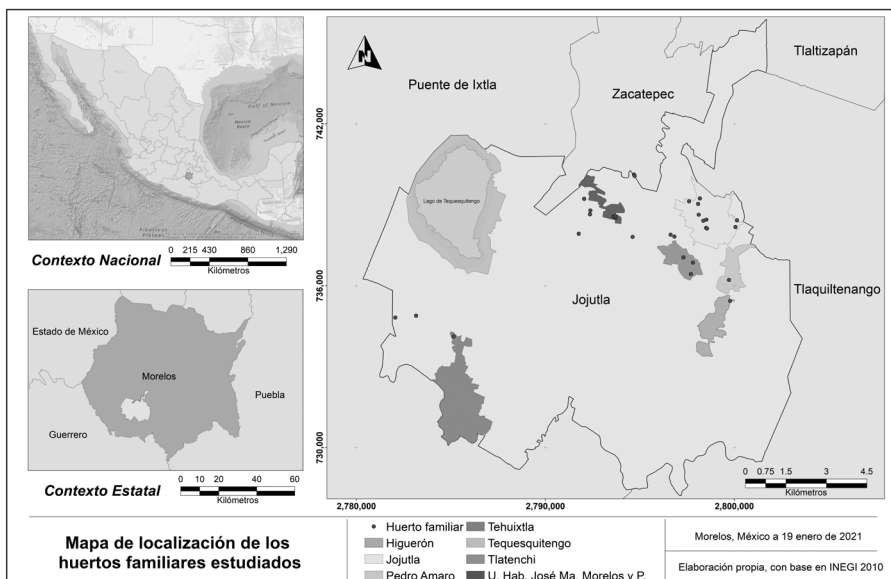 Gulf of Mexico
Mexico
Basin
Contexto Nacional
0 215 430 860 1,290
Kilómetros
Estado de México
Morelos
Puebla
Guerrero
Contexto Estatal
0 10 20 40 60
Kilómetros
N
Puente de Ixtla
Zacatepec
Tlaltizapán
Lago de Tequesquitengo
Jojutla
Tlaquiltenango
742,000
736,000
730,000
2,780,000 2,790,000 2,800,000
0 0.75 1.5 3 4.5
Kilómetros
Mapa de localización de los
huertos familiares estudiados
Huerto familiar
Higuerón
Jojutla
Pedro Amaro
Tehuixtla
Tequesquitengo
Tlatenchi
U. Hab. José Ma. Morelos y P.
Morelos, México a 19 enero de 2021
Elaboración propia, con base en INEGI 2010